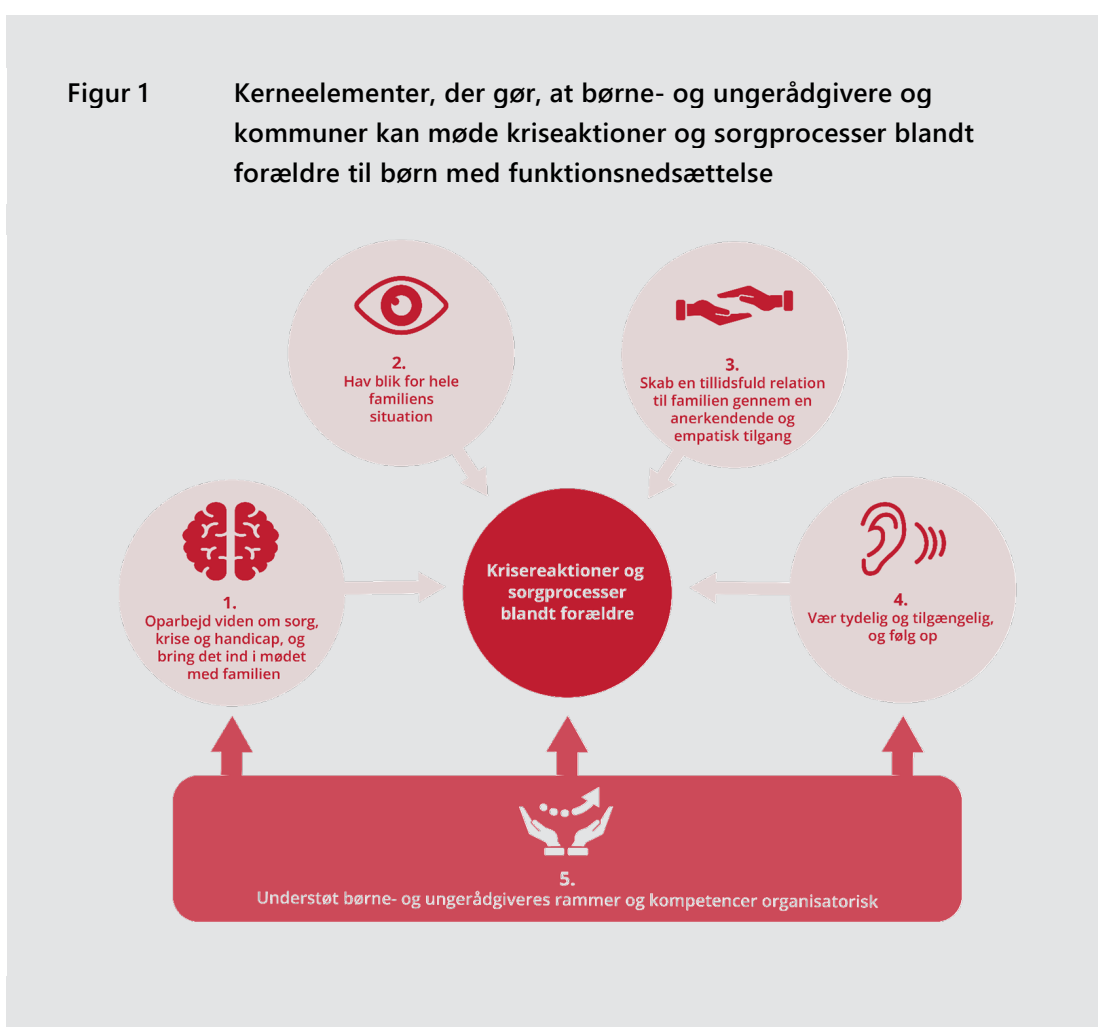 Figur 1 Kerneelementer, der gør, at børne- og ungerådgivere og
kommuner kan møde kriseaktioner og sorgprocesser blandt
forældre til børn med funktionsnedsættelse
2.
Hav blik for hele
familiens
situation
3.
Skab en tillidsfuld relation
til familien gennem en
anerkendende og
empatisk tilgang
1.
Oparbejd viden om sorg,
krise og handicap, og
bring det ind i mødet
med familien
Krisereaktioner og
sorgprocesser
blandt forældre
4.
Vær tydelig og tilgængelig,
og følg op
5.
Understøt børne- og ungerådgiveres rammer og kompetencer organisatorisk